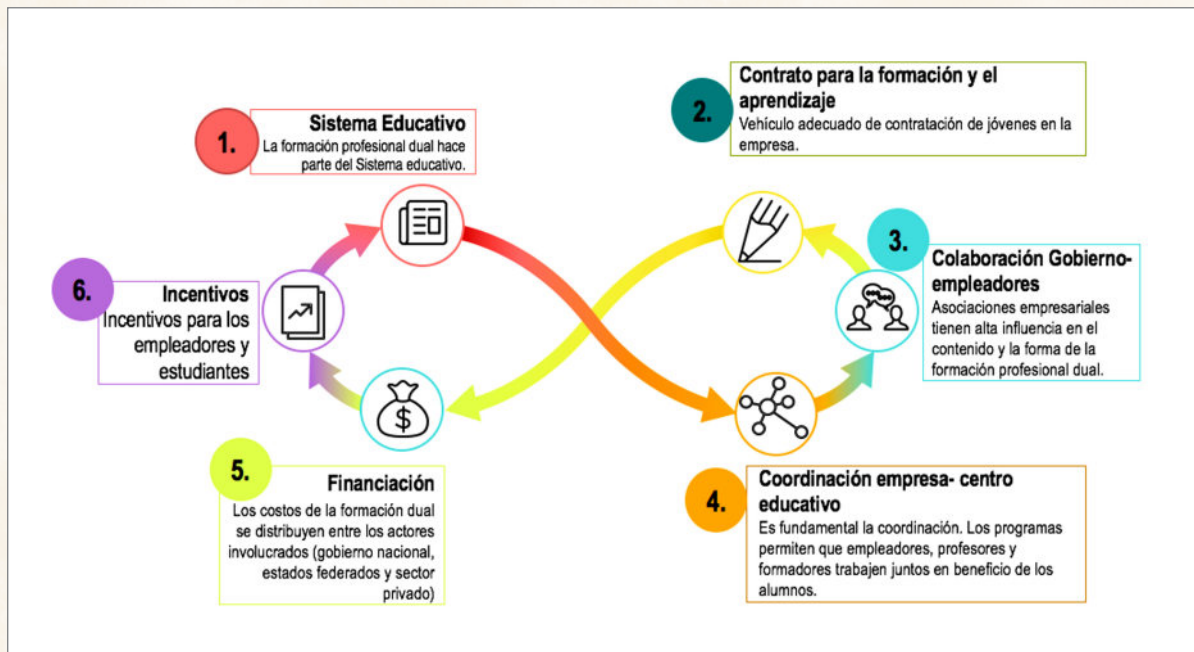 1.
Sistema Educativo
La formación profesional dual hace
parte del Sistema educativo.
2.
Contrato para la formación y el
aprendizaje
Vehículo adecuado de contratación de jóvenes en la
empresa.
3.
Colaboración Gobierno-
empleadores
Asociaciones empresariales
tienen alta influencia en el
contenido y la forma de la
formación profesional dual.
4.
Coordinación empresa- centro
educativo
Es fundamental la coordinación. Los programas
permiten que empleadores, profesores y
formadores trabajen juntos en beneficio de los
alumnos.
5.
Financiación
Los costos de la formación dual
se distribuyen entre los actores
involucrados (gobierno nacional,
estados federados y sector
privado)
6.
Incentivos
Incentivos para los
empleadores y
estudiantes
$